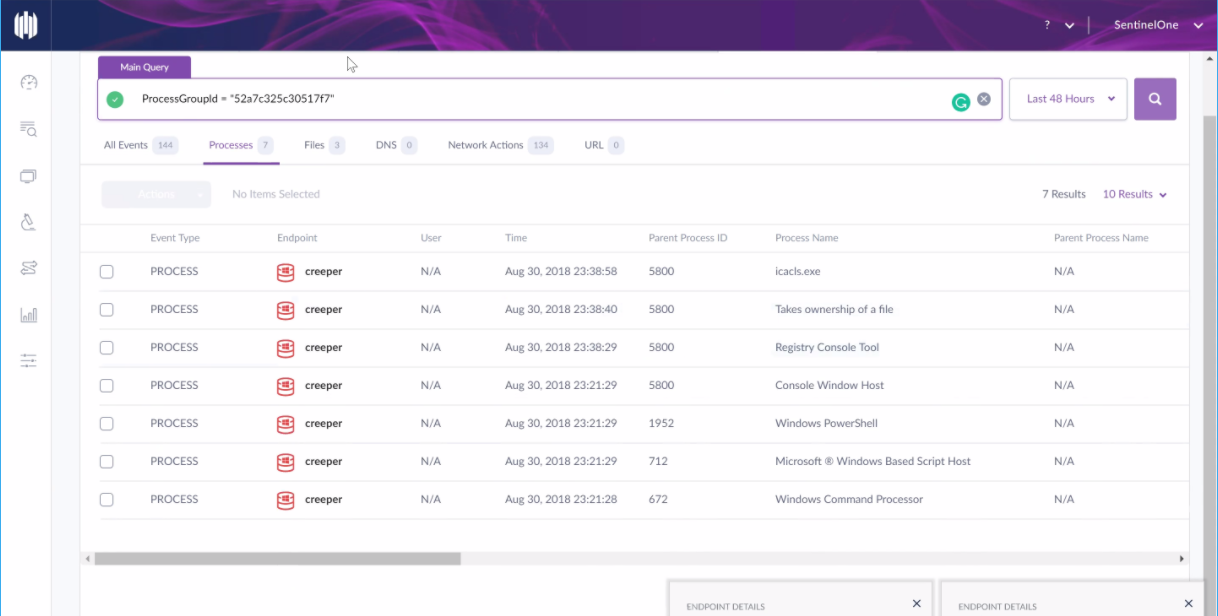 ? SentinelOne
Main Query
ProcessGroupId = "52a7c325c30517f7" Last 48 Hours
All Events 144 Processes 7 Files 3 DNS 0 Network Actions 134 URL 0
Actions No Items Selected 7 Results 10 Results
Event Type Endpoint User Time Parent Process ID Process Name Parent Process Name
PROCESS creeper N/A Aug 30, 2018 23:38:58 5800 icacls.exe N/A
PROCESS creeper N/A Aug 30, 2018 23:38:40 5800 Takes ownership of a file N/A
PROCESS creeper N/A Aug 30, 2018 23:38:29 5800 Registry Console Tool N/A
PROCESS creeper N/A Aug 30, 2018 23:21:29 5800 Console Window Host N/A
PROCESS creeper N/A Aug 30, 2018 23:21:29 1952 Windows PowerShell N/A
PROCESS creeper N/A Aug 30, 2018 23:21:29 712 Microsoft ® Windows Based Script Host N/A
PROCESS creeper N/A Aug 30, 2018 23:21:28 672 Windows Command Processor N/A
ENDPOINT DETAILS ENDPOINT DETAILS